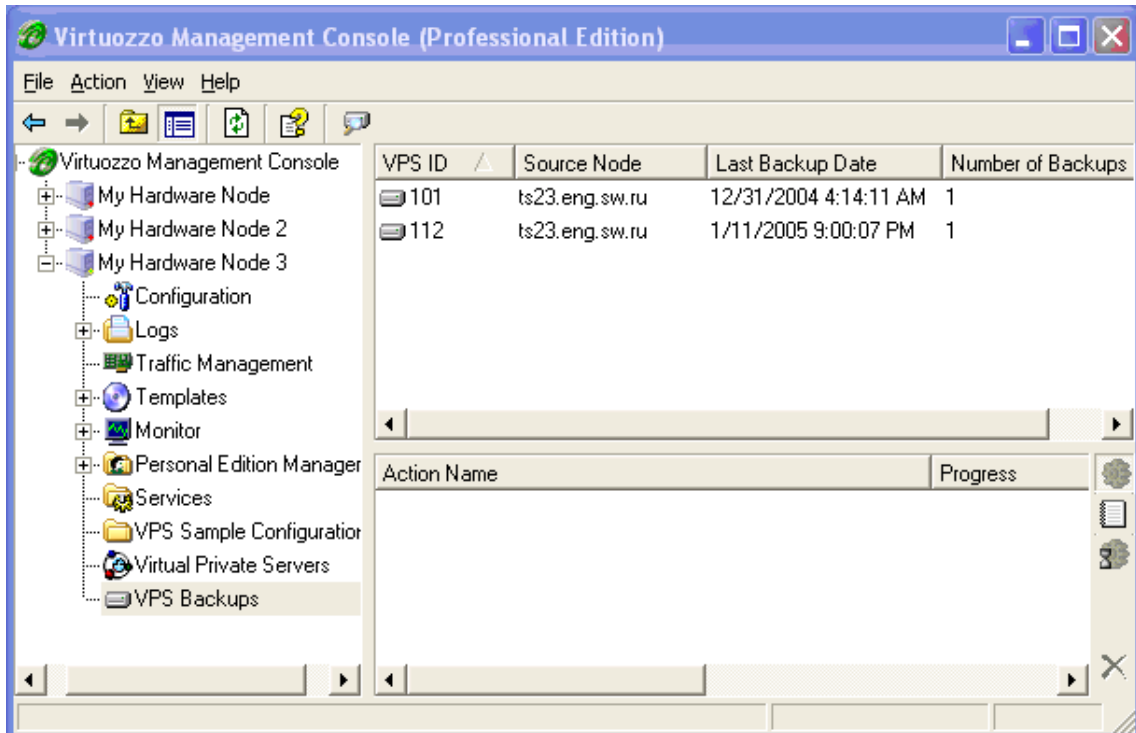 Virtuozzo Management Console (Professional Edition)
File Action View Help
Virtuozzo Management Console
My Hardware Node
My Hardware Node 2
My Hardware Node 3
Configuration
Logs
Traffic Management
Templates
Monitor
Personal Edition Manager
Services
VPS Sample Configuration
Virtual Private Servers
VPS Backups
VPS ID Source Node Last Backup Date Number of Backups
101 ts23.eng.sw.ru 12/31/2004 4:14:11 AM 1
112 ts23.eng.sw.ru 1/11/2005 9:00:07 PM 1
Action Name Progress